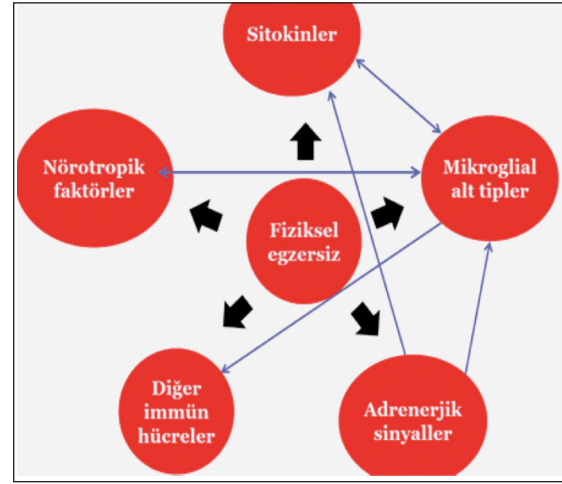 Sitokinler
Nörotropik
faktörler
Mikroglial
alt tipler
Fiziksel
egzersiz
Diğer
immün
hücreler
Adrenerjik
sinyaller